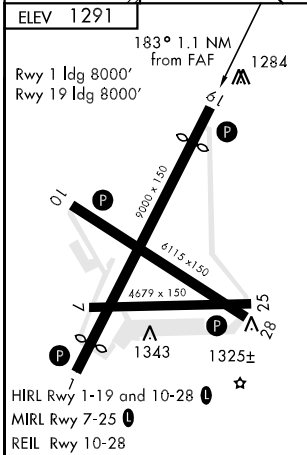 ELEV 1291
183° 1.1 NM
from FAF
Rwy 1 ldg 8000'
Rwy 19 ldg 8000'
1284
19
P
P
10
9000 x 150
6115 x150
4679 x 150
7
25
28
P
P
1343
1325±
1
HIRL Rwy 1-19 and 10-28 L
MIRL Rwy 7-25 L
REIL Rwy 10-28